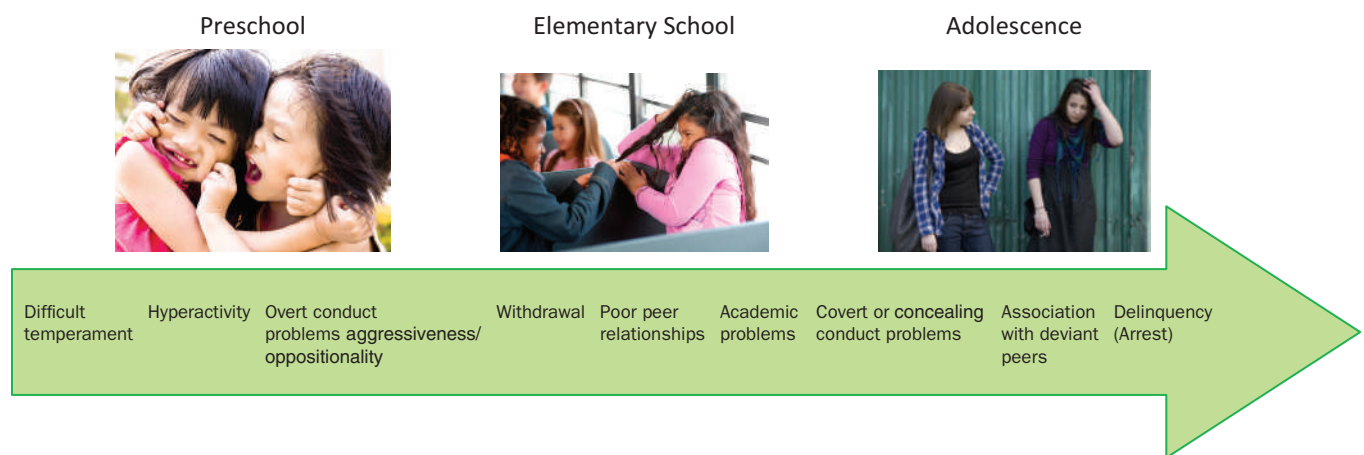 Preschool
Elementary School
Adolescence
Difficult
temperament
Hyperactivity
Overt conduct
problems aggressiveness/
oppositionality
Withdrawal
Poor peer
relationships
Academic
problems
Covert or concealing
conduct problems
Association
with deviant
peers
Delinquency
(Arrest)